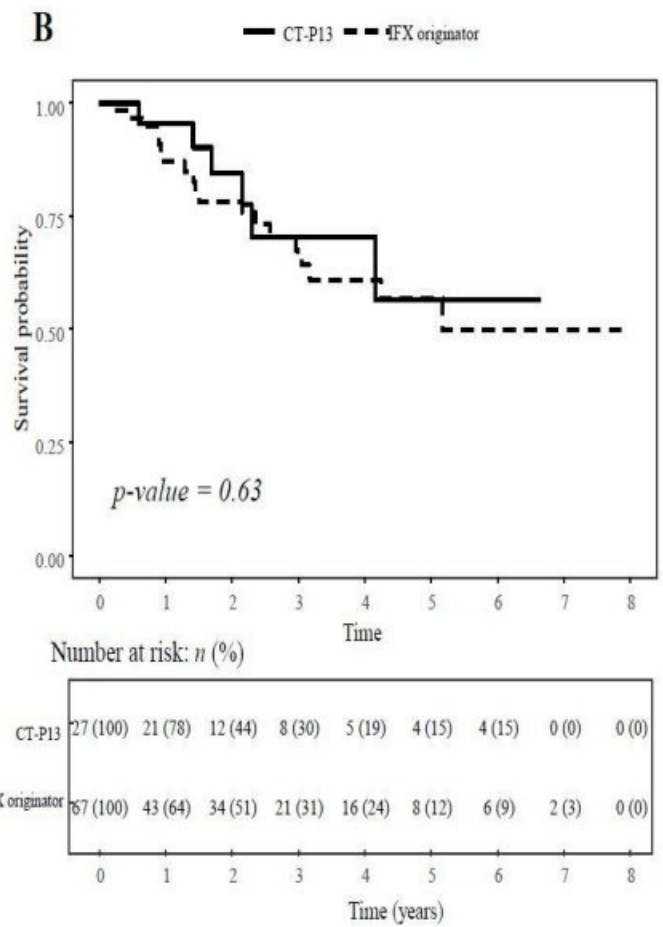 B
CT-P13 IFX originator
1.00
0.75
0.50
0.25
0.00
Survival probability
p-value = 0.63
0 1 2 3 4 5 6 7 8
Time
Number at risk: n (%)
CT-P13 27 (100) 21 (78) 12 (44) 8 (30) 5 (19) 4 (15) 4 (15) 0 (0) 0 (0)
X originator 67 (100) 43 (64) 34 (51) 21 (31) 16 (24) 8 (12) 6 (9) 2 (3) 0 (0)
0 1 2 3 4 5 6 7 8
Time (years)